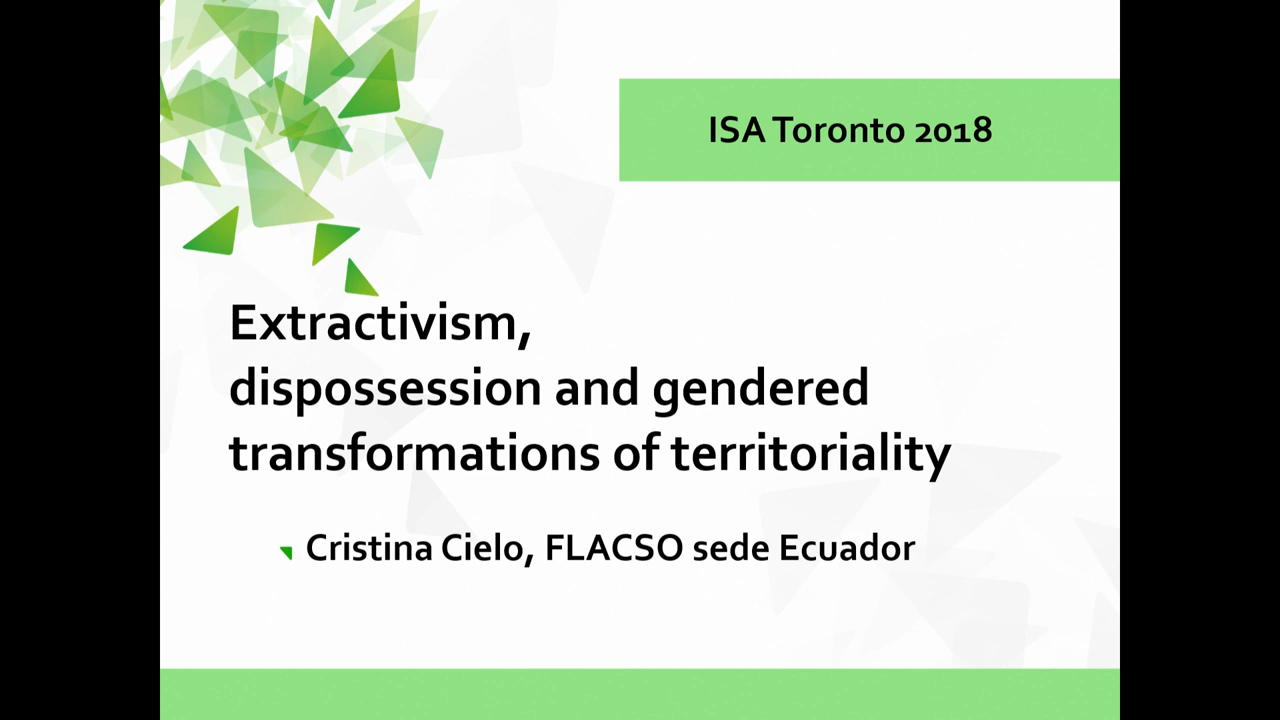 ISA Toronto 2018
Extractivism,
dispossession and gendered
transformations of territoriality
Cristina Cielo, FLACSO sede Ecuador